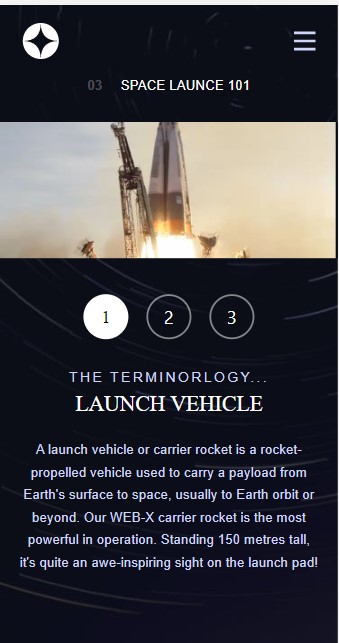 03 SPACE LAUNCE 101
1 2 3
THE TERMINORLOGY...
LAUNCH VEHICLE
A launch vehicle or carrier rocket is a rocket-
propelled vehicle used to carry a payload from
Earth's surface to space, usually to Earth orbit or
beyond. Our WEB-X carrier rocket is the most
powerful in operation. Standing 150 metres tall,
it's quite an awe-inspiring sight on the launch pad!